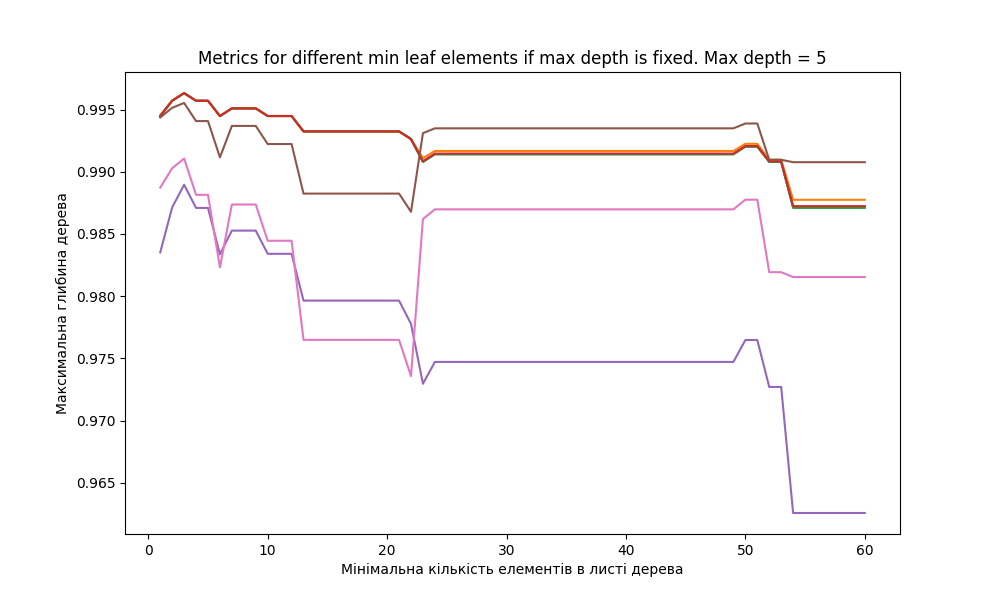 Metrics for different min leaf elements if max depth is fixed. Max depth = 5
Максимальна глибина дерева
0.995
0.990
0.985
0.980
0.975
0.970
0.965
0 10 20 30 40 50 60
Мінімальна кількість елементів в листі дерева